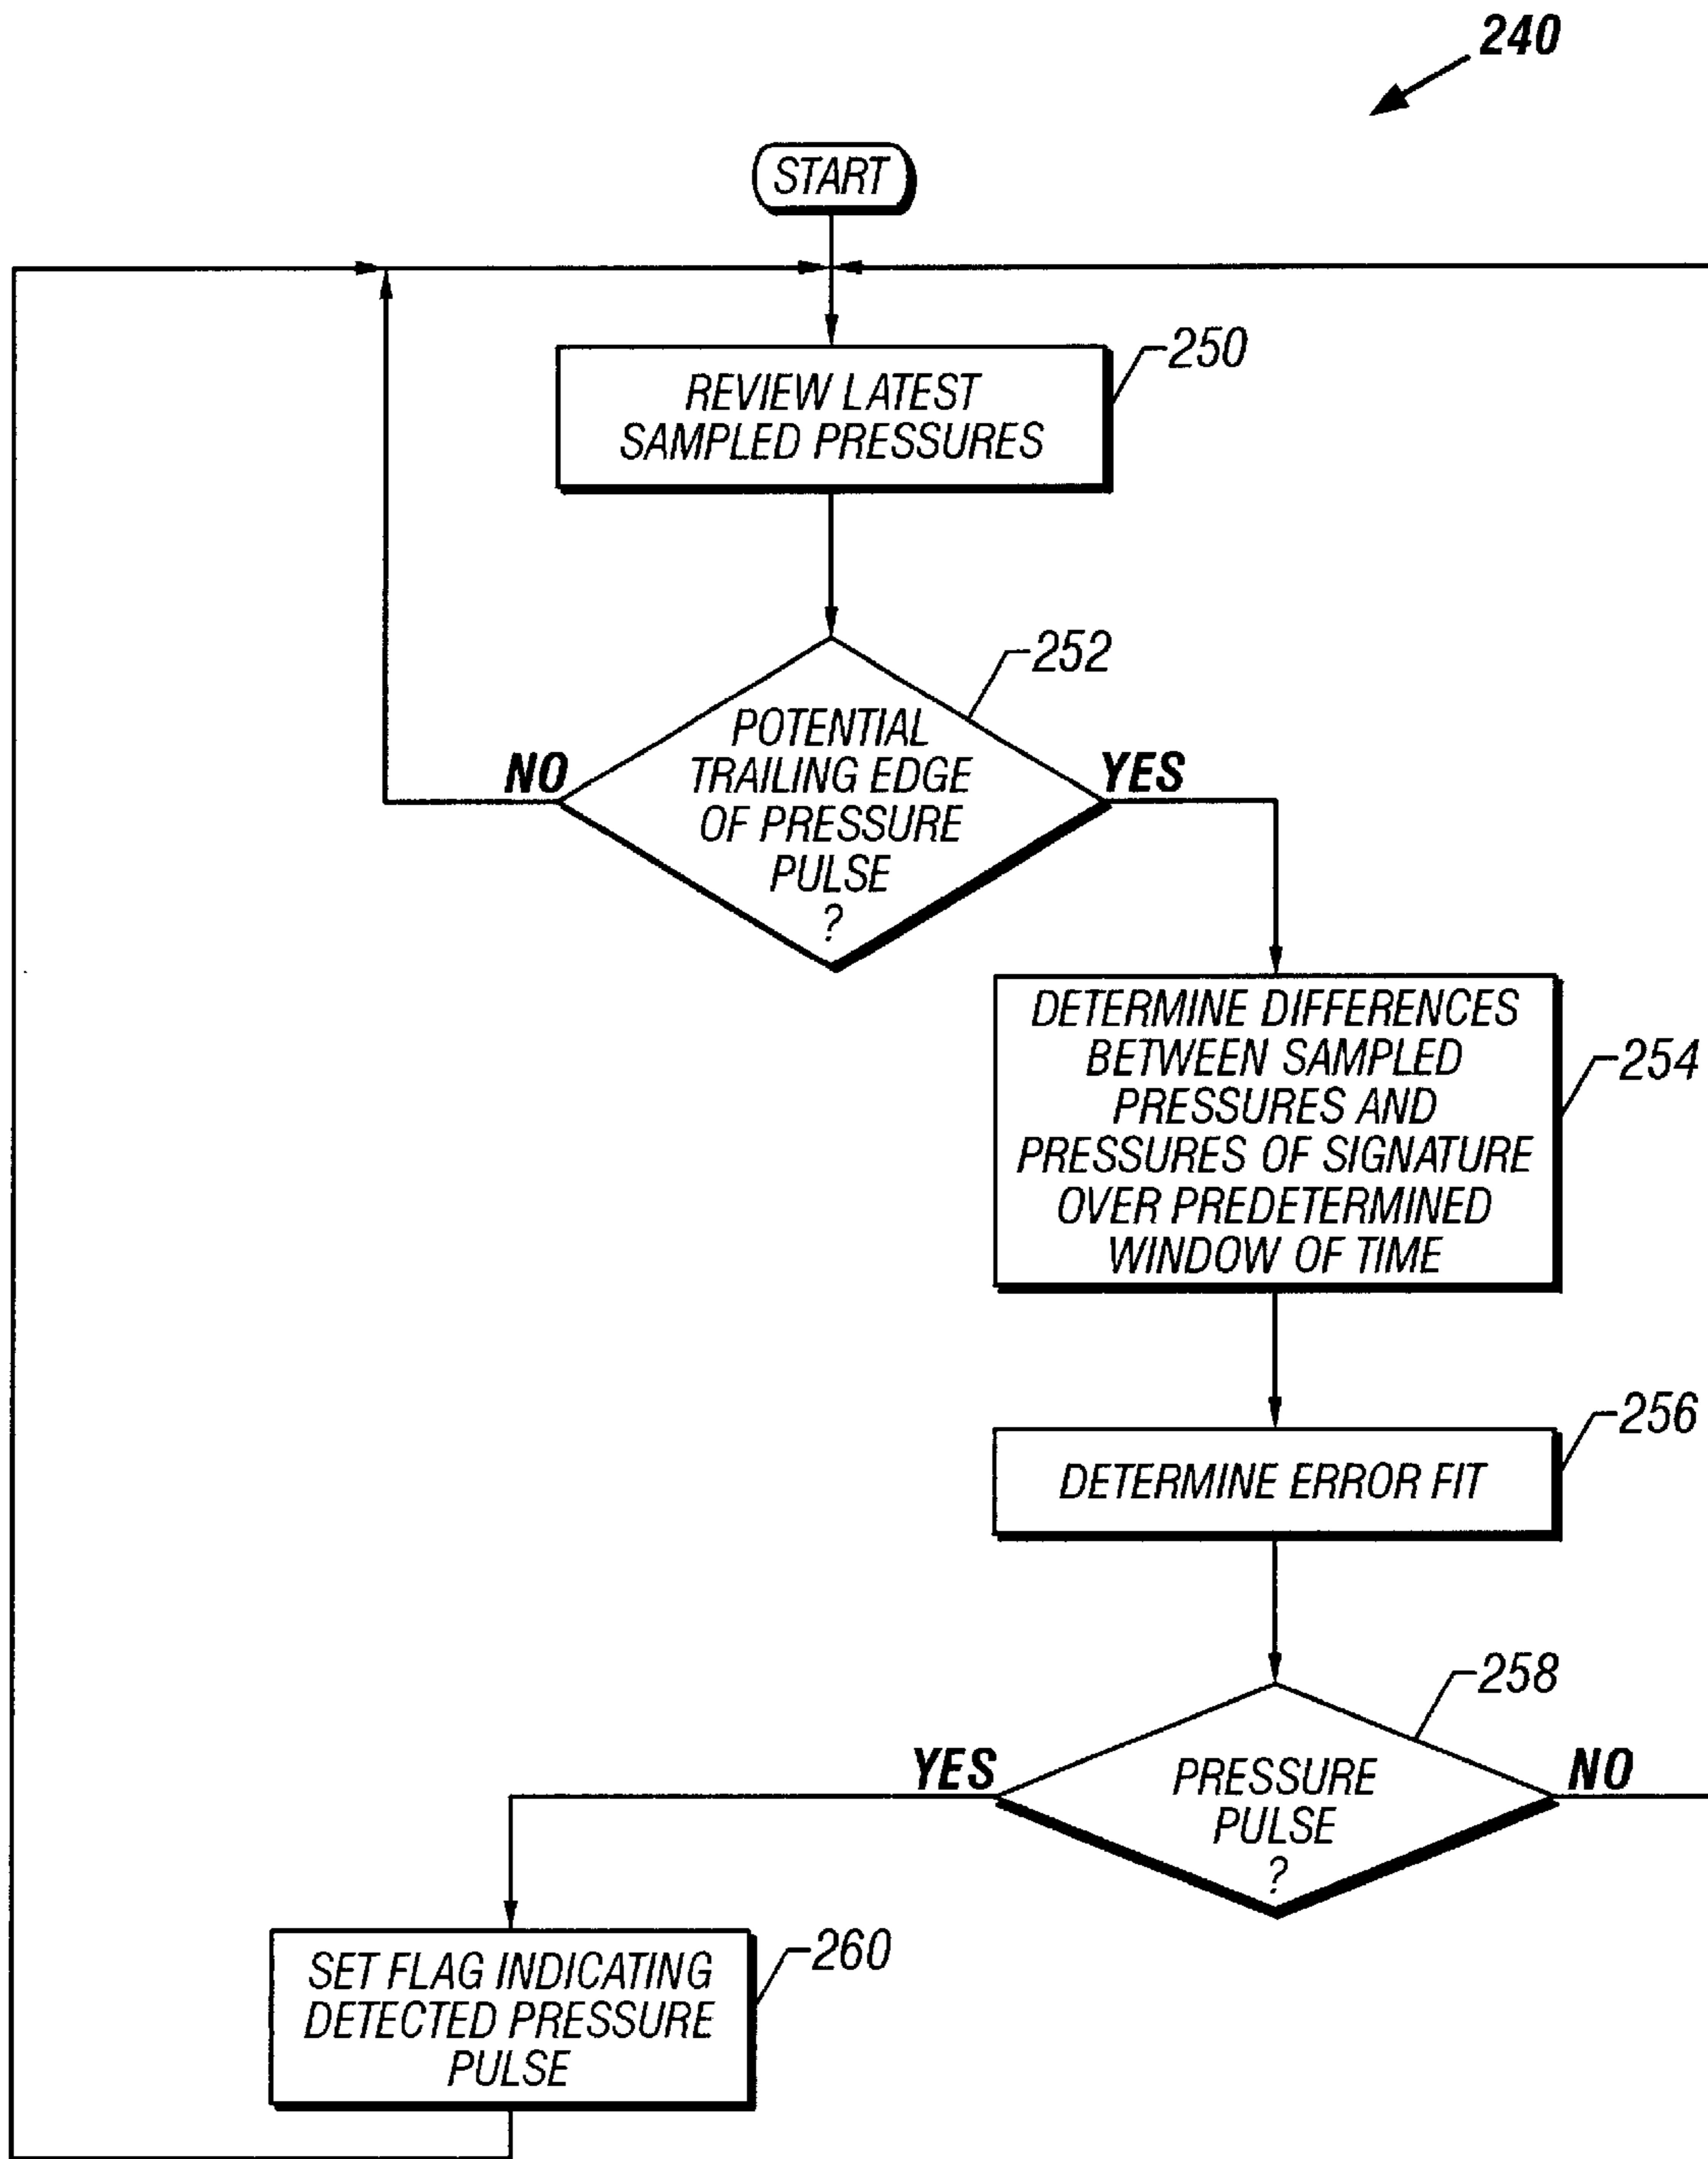 240
START
REVIEW LATEST
SAMPLED PRESSURES
250
POTENTIAL
TRAILING EDGE
OF PRESSURE
PULSE
?
252
NO
YES
DETERMINE DIFFERENCES
BETWEEN SAMPLED
PRESSURES AND
PRESSURES OF SIGNATURE
OVER PREDETERMINED
WINDOW OF TIME
254
DETERMINE ERROR FIT
256
PRESSURE
PULSE
?
258
YES
NO
SET FLAG INDICATING
DETECTED PRESSURE
PULSE
260